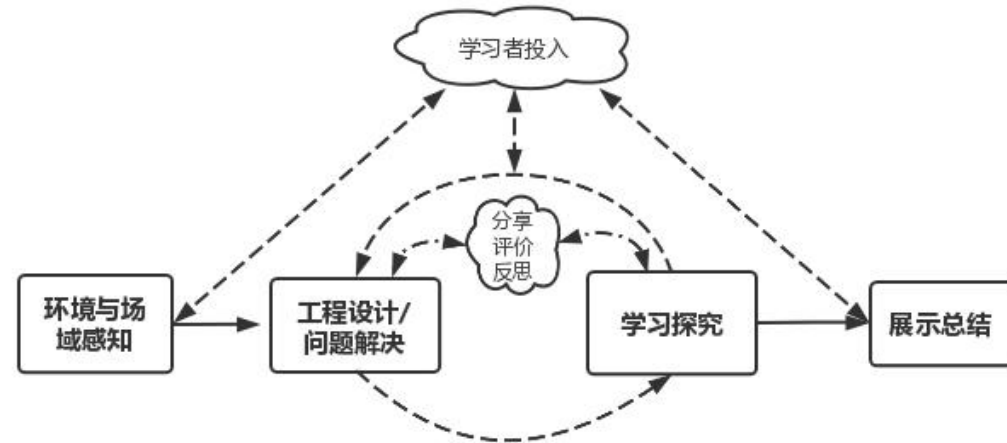 学习者投入
分享
评价
反思
环境与场
域感知
工程设计/
问题解决
学习探究
展示总结